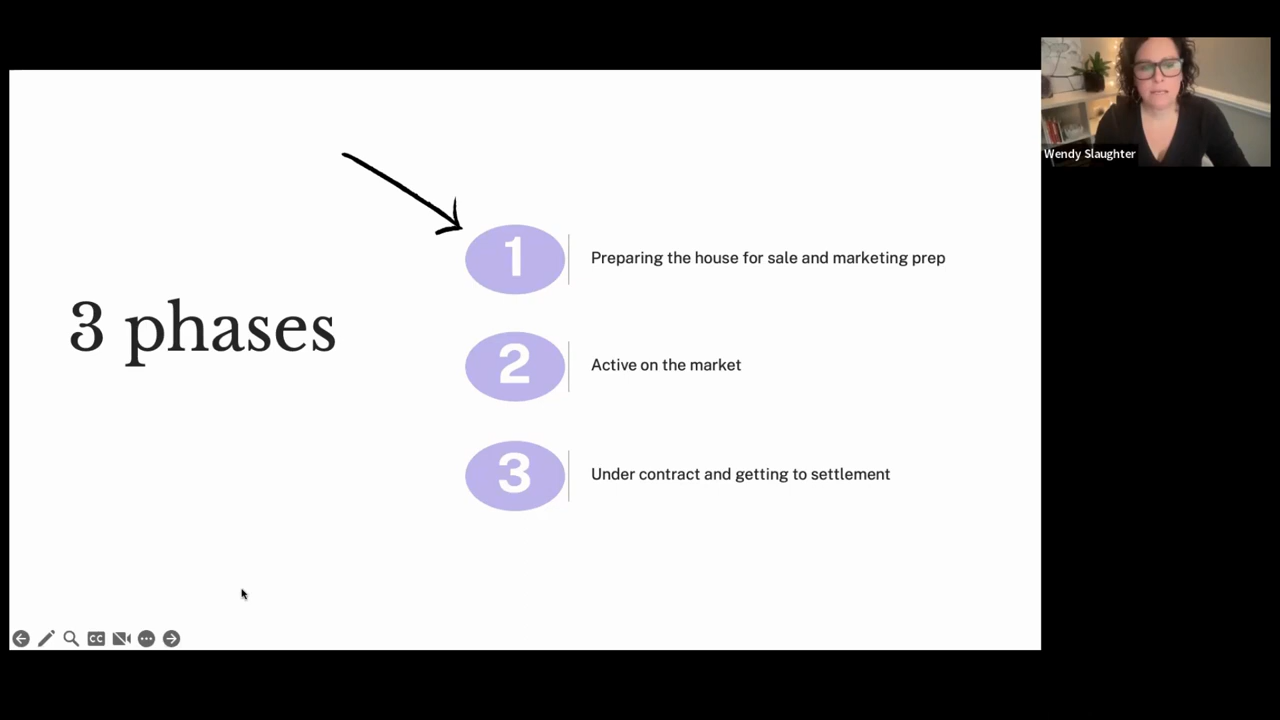 3 phases
1
Preparing the house for sale and marketing prep
2
Active on the market
3
Under contract and getting to settlement
Wendy Slaughter
CC